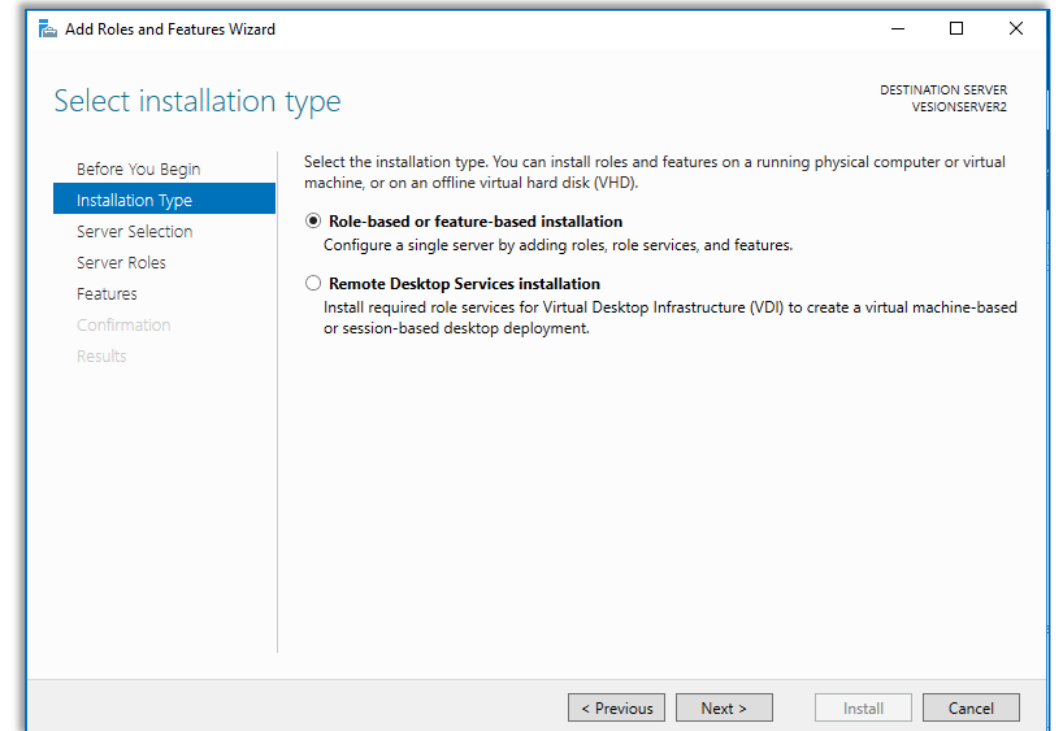 Add Roles and Features Wizard
Select installation type
DESTINATION SERVER
VESIONSERVER2
Before You Begin
Installation Type
Server Selection
Server Roles
Features
Confirmation
Results
Select the installation type. You can install roles and features on a running physical computer or virtual
machine, or on an offline virtual hard disk (VHD).
Role-based or feature-based installation
Configure a single server by adding roles, role services, and features.
Remote Desktop Services installation
Install required role services for Virtual Desktop Infrastructure (VDI) to create a virtual machine-based
or session-based desktop deployment.
< Previous
Next >
Install
Cancel